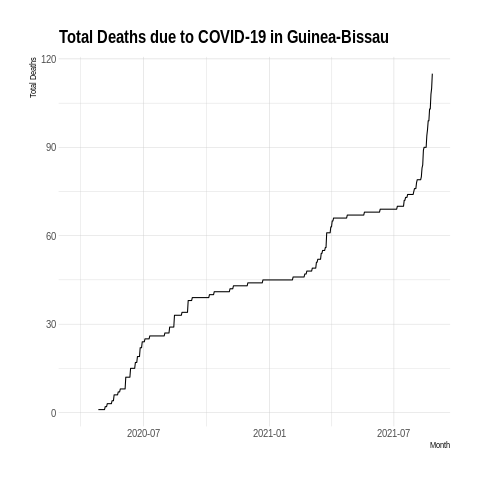 Total Deaths due to COVID-19 in Guinea-Bissau
Total Deaths
120
90
60
30
0
2020-07 2021-01 2021-07
Month